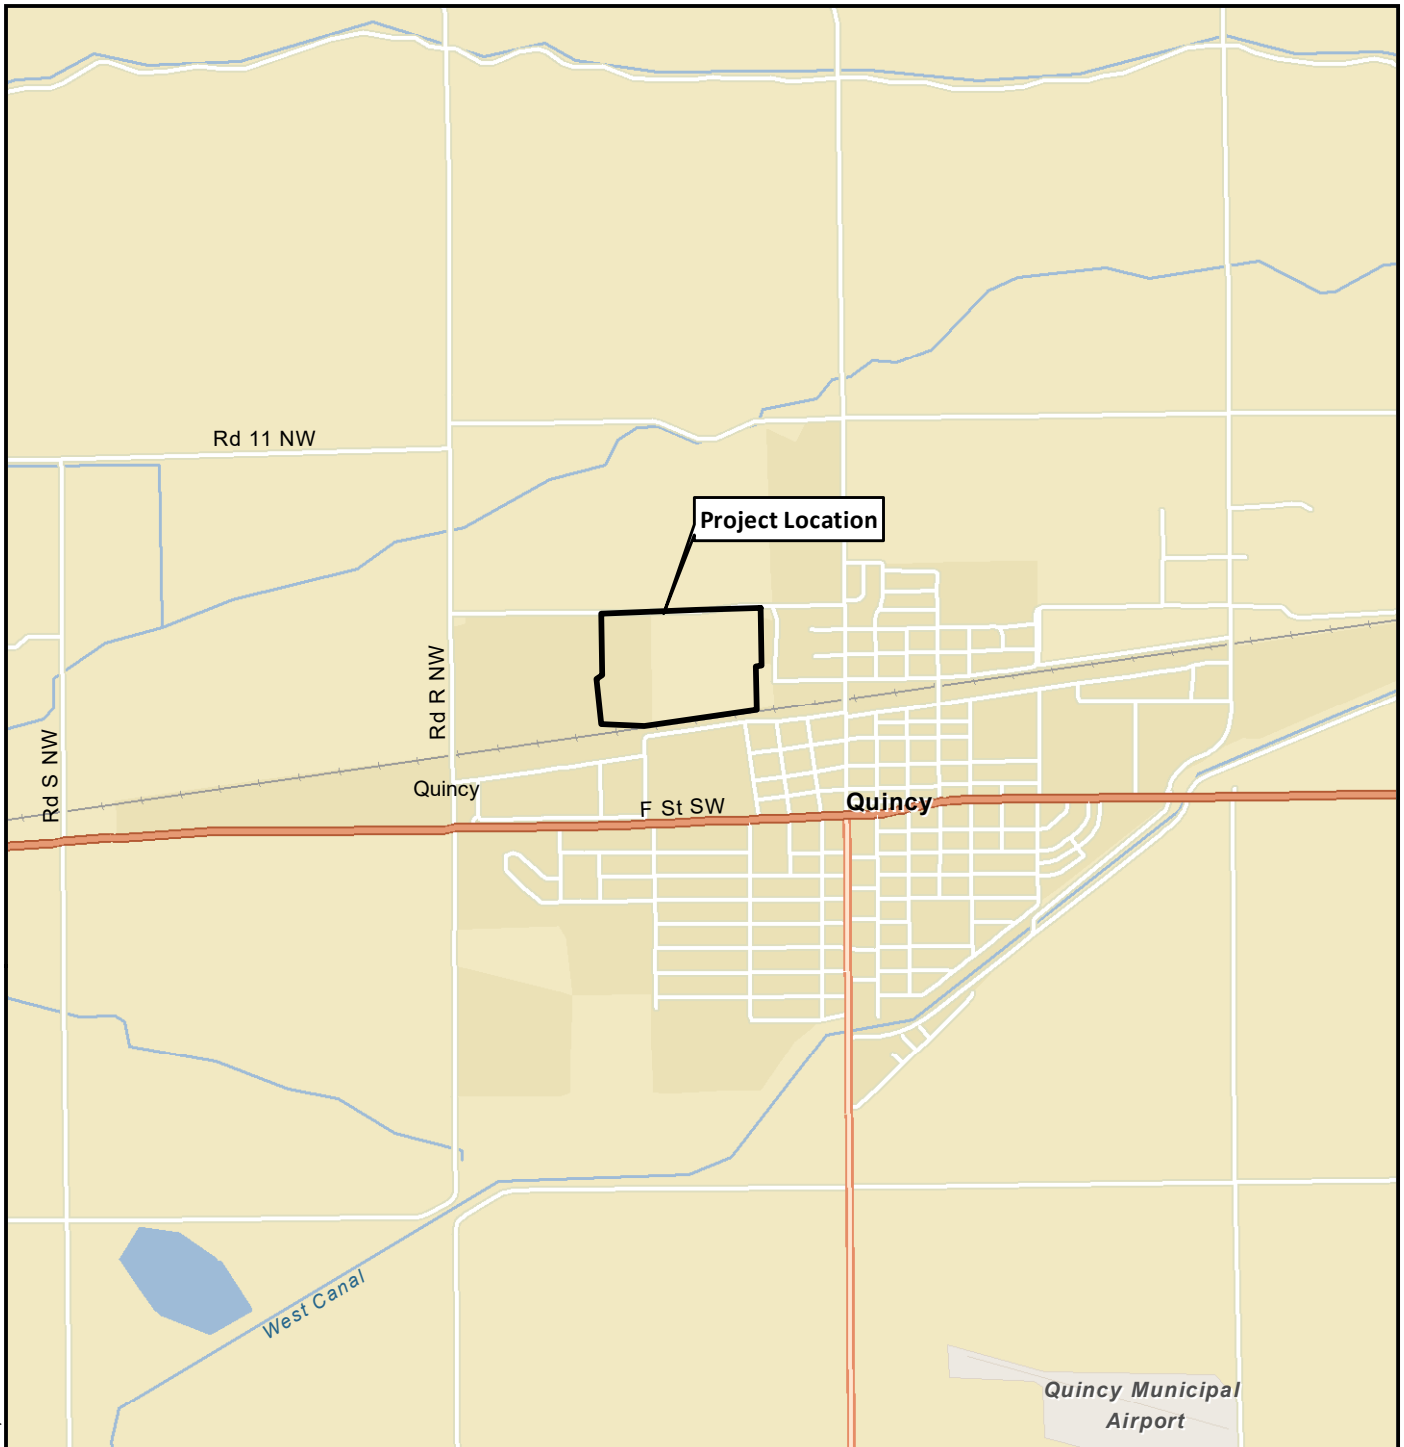 Rd 11 NW
Project Location
Rd R NW
Rd S NW
Quincy
F St SW
Quincy
West Canal
Quincy Municipal
Airport